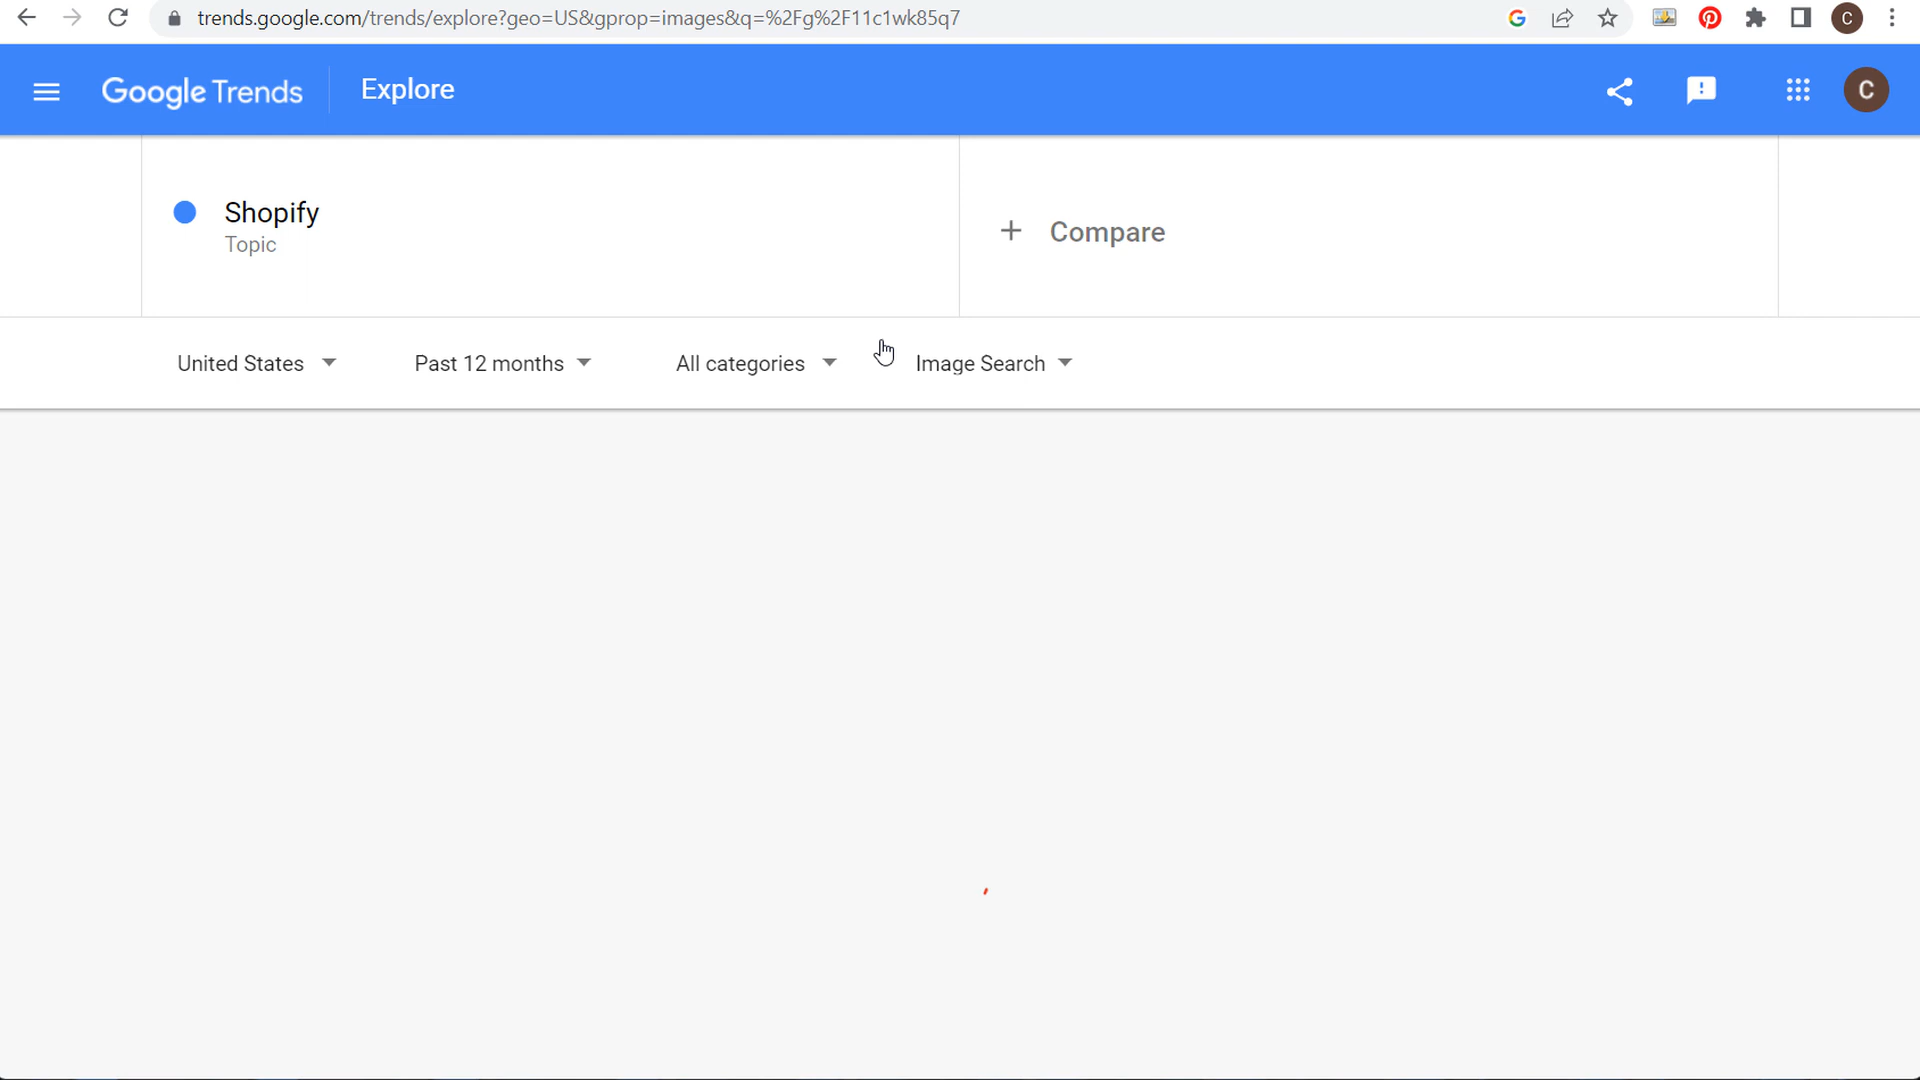 trends.google.com/trends/explore?geo=US&gprop=images&q=%2Fg%2F11c1wk85q7
G
C
Google Trends
Explore
C
Shopify
Topic
+ Compare
United States
Past 12 months
All categories
Image Search